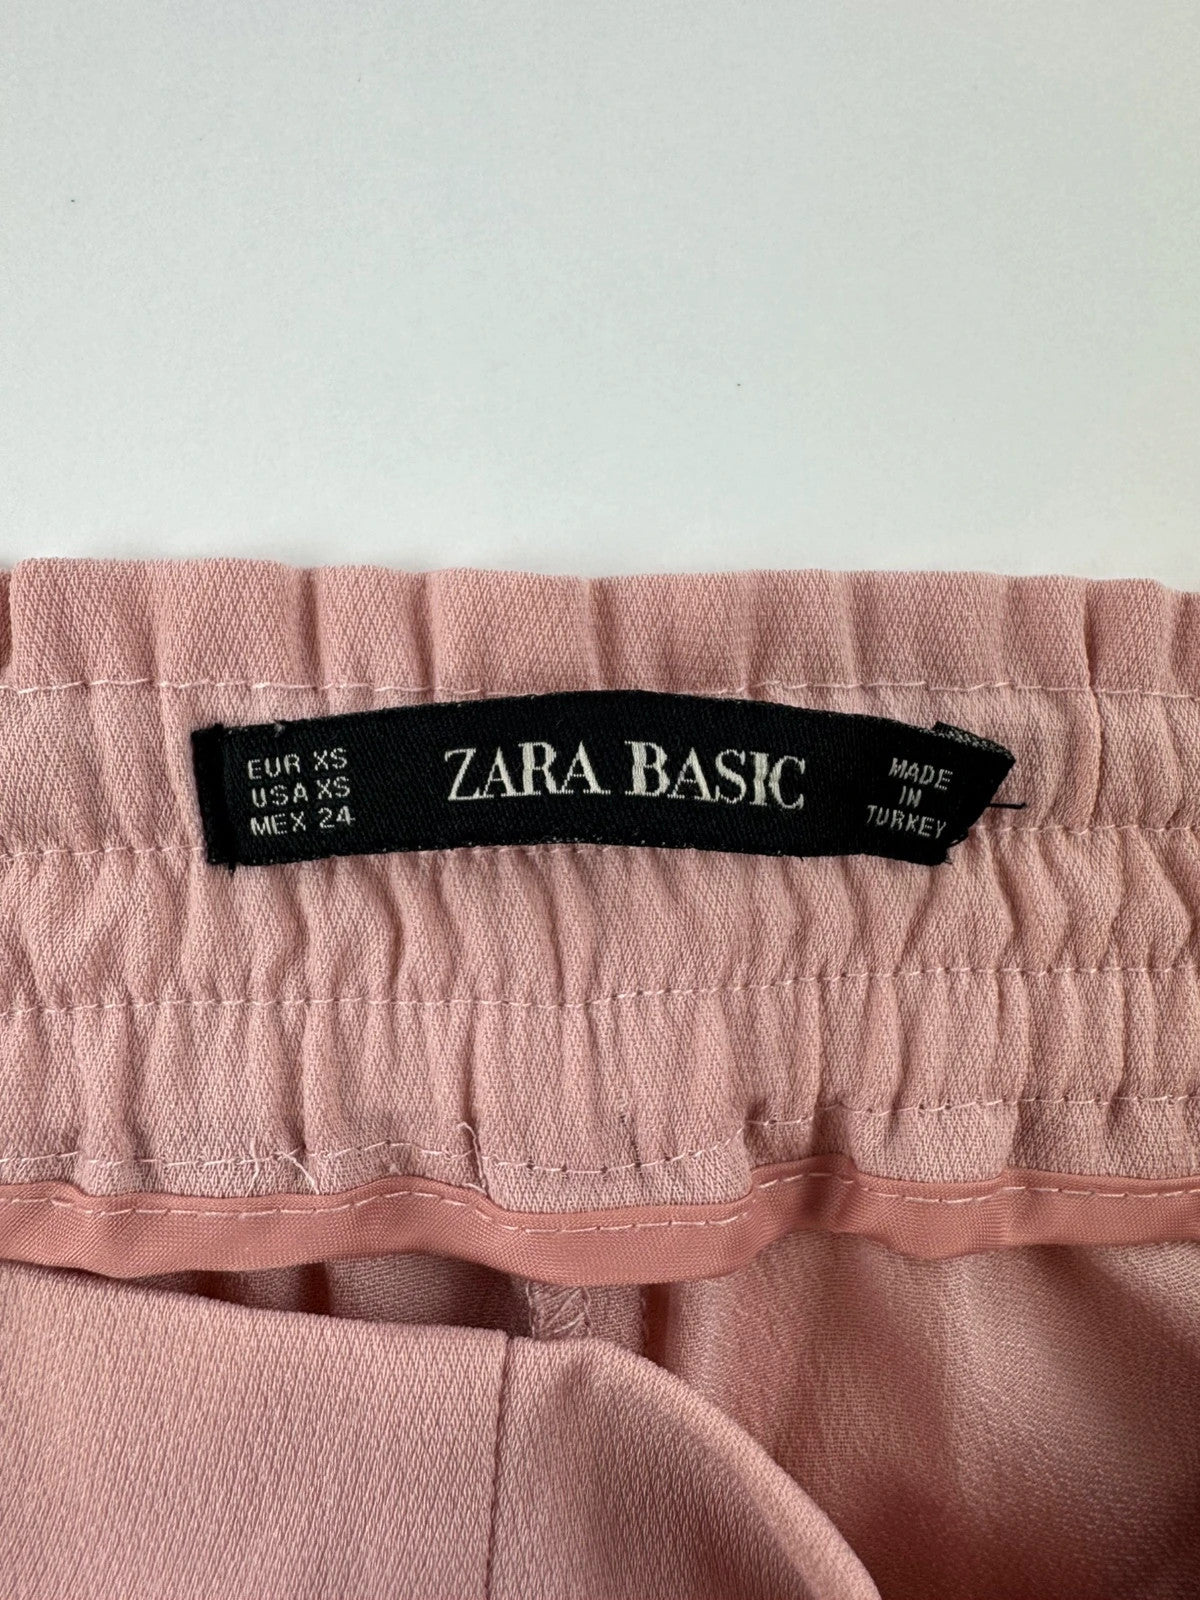 EUR XS
USA XS
MEX 24
ZARA BASIC
MADE
IN
TURKEY